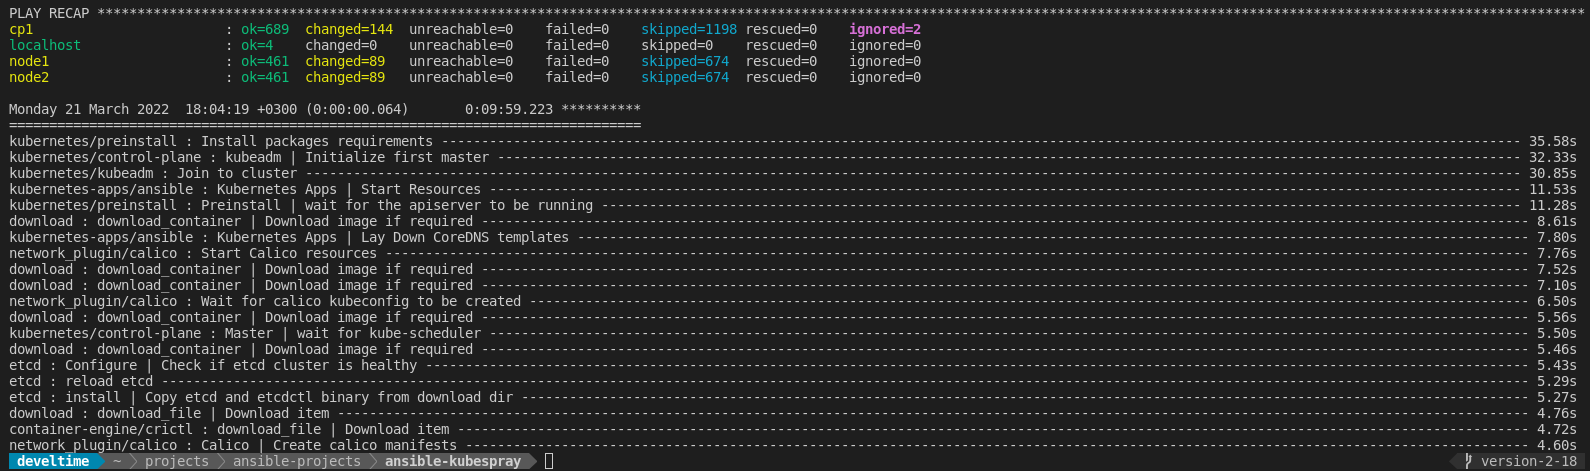 PLAY RECAP **********************************************************************************************************************************************************************************************
cp1                        : ok=689  changed=144  unreachable=0    failed=0    skipped=1198 rescued=0    ignored=2
localhost                  : ok=4    changed=0    unreachable=0    failed=0    skipped=0    rescued=0    ignored=0
node1                      : ok=461  changed=89   unreachable=0    failed=0    skipped=674  rescued=0    ignored=0
node2                      : ok=461  changed=89   unreachable=0    failed=0    skipped=674  rescued=0    ignored=0
Monday 21 March 2022  18:04:19 +0300 (0:00:00.064)       0:09:59.223 **********
===============================================================================
kubernetes/preinstall : Install packages requirements --- 35.58s
kubernetes/control-plane : kubeadm | Initialize first master --- 32.33s
kubernetes/kubeadm : Join to cluster --- 30.85s
kubernetes-apps/ansible : Kubernetes Apps | Start Resources --- 11.53s
kubernetes/preinstall : Preinstall | wait for the apiserver to be running --- 11.28s
download : download_container | Download image if required --- 8.61s
kubernetes-apps/ansible : Kubernetes Apps | Lay Down CoreDNS templates --- 7.80s
network_plugin/calico : Start Calico resources --- 7.76s
download : download_container | Download image if required --- 7.52s
download : download_container | Download image if required --- 7.10s
network_plugin/calico : Wait for calico kubeconfig to be created --- 6.50s
download : download_container | Download image if required --- 5.56s
kubernetes/control-plane : Master | wait for kube-scheduler --- 5.50s
download : download_container | Download image if required --- 5.46s
etcd : Configure | Check if etcd cluster is healthy --- 5.43s
etcd : reload etcd --- 5.29s
etcd : install | Copy etcd and etcdctl binary from download dir --- 5.27s
download : download_file | Download item --- 4.76s
container-engine/crictl : download_file | Download item --- 4.72s
network_plugin/calico : Calico | Create calico manifests --- 4.60s
develtime ~ projects ansible-projects ansible-kubespray version-2-18